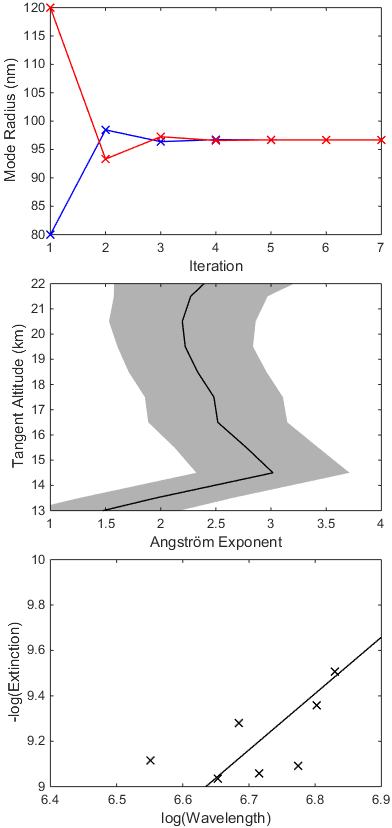 120
115
110
105
100
95
90
85
80
Mode Radius (nm)
1 2 3 4 5 6 7
Iteration
22
21
20
19
18
17
16
15
14
13
Tangent Altitude (km)
1 1.5 2 2.5 3 3.5 4
Angström Exponent
10
9.8
9.6
9.4
9.2
9
-log(Extinction)
6.4 6.5 6.6 6.7 6.8 6.9
log(Wavelength)